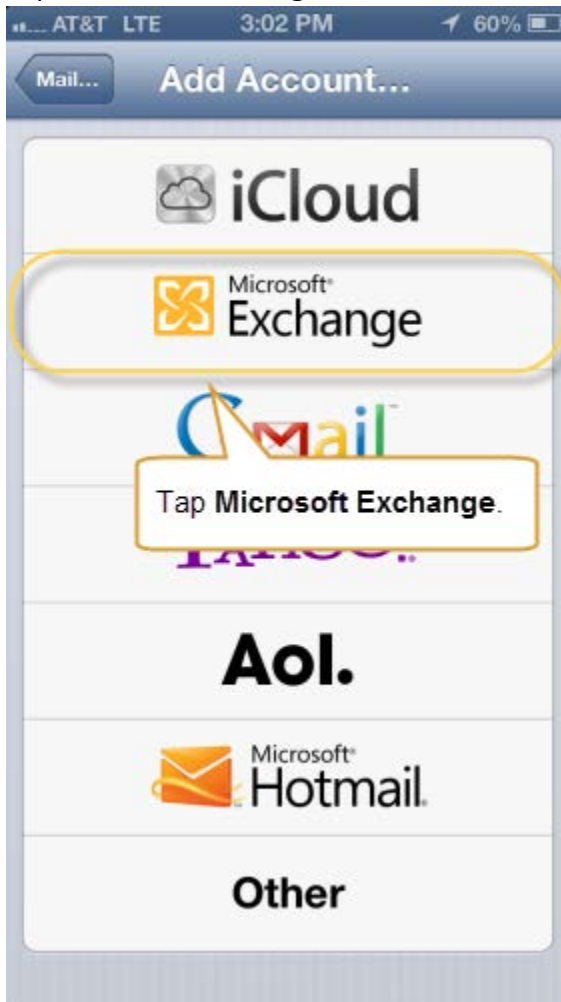 AT&T LTE 3:02 PM 60%
Mail... Add Account...
iCloud
Microsoft®
Exchange
Gmail™
Tap Microsoft Exchange.
Aol.
Microsoft®
Hotmail.
Other